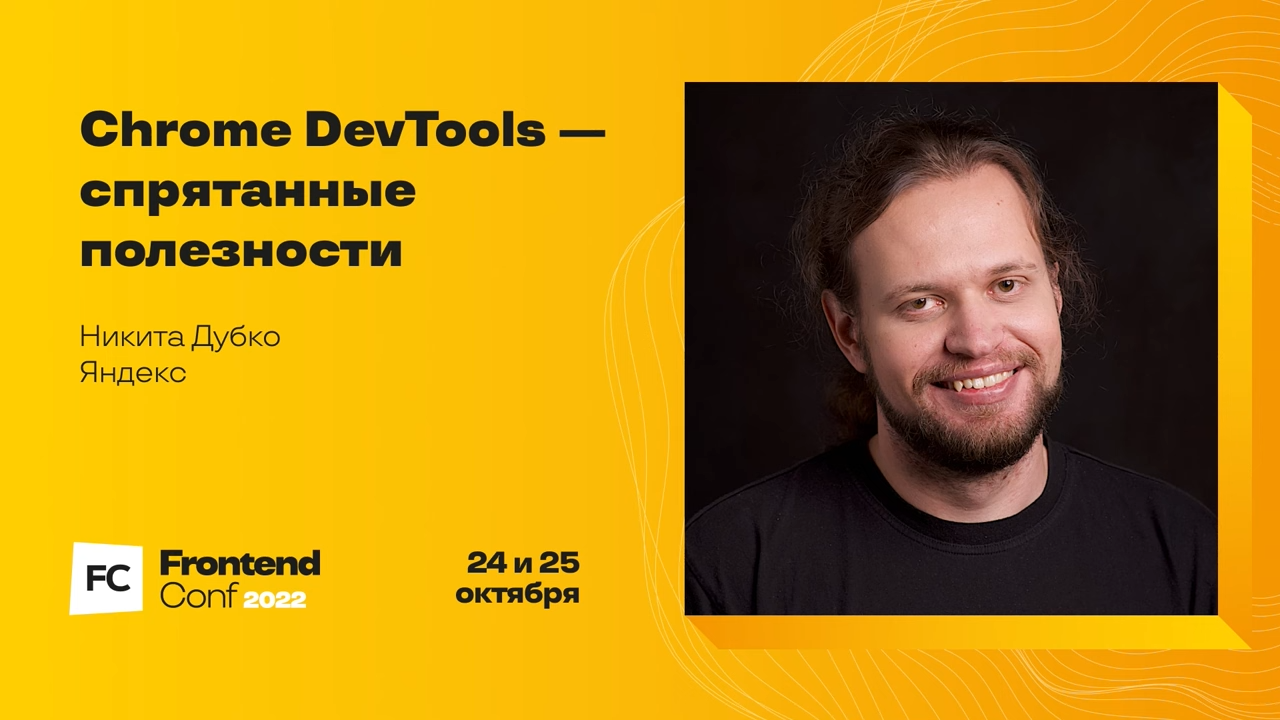 Chrome DevTools —
спрятанные
полезности
Никита Дубко
Яндекс
FC
Frontend
Conf 2022
24 и 25
октября